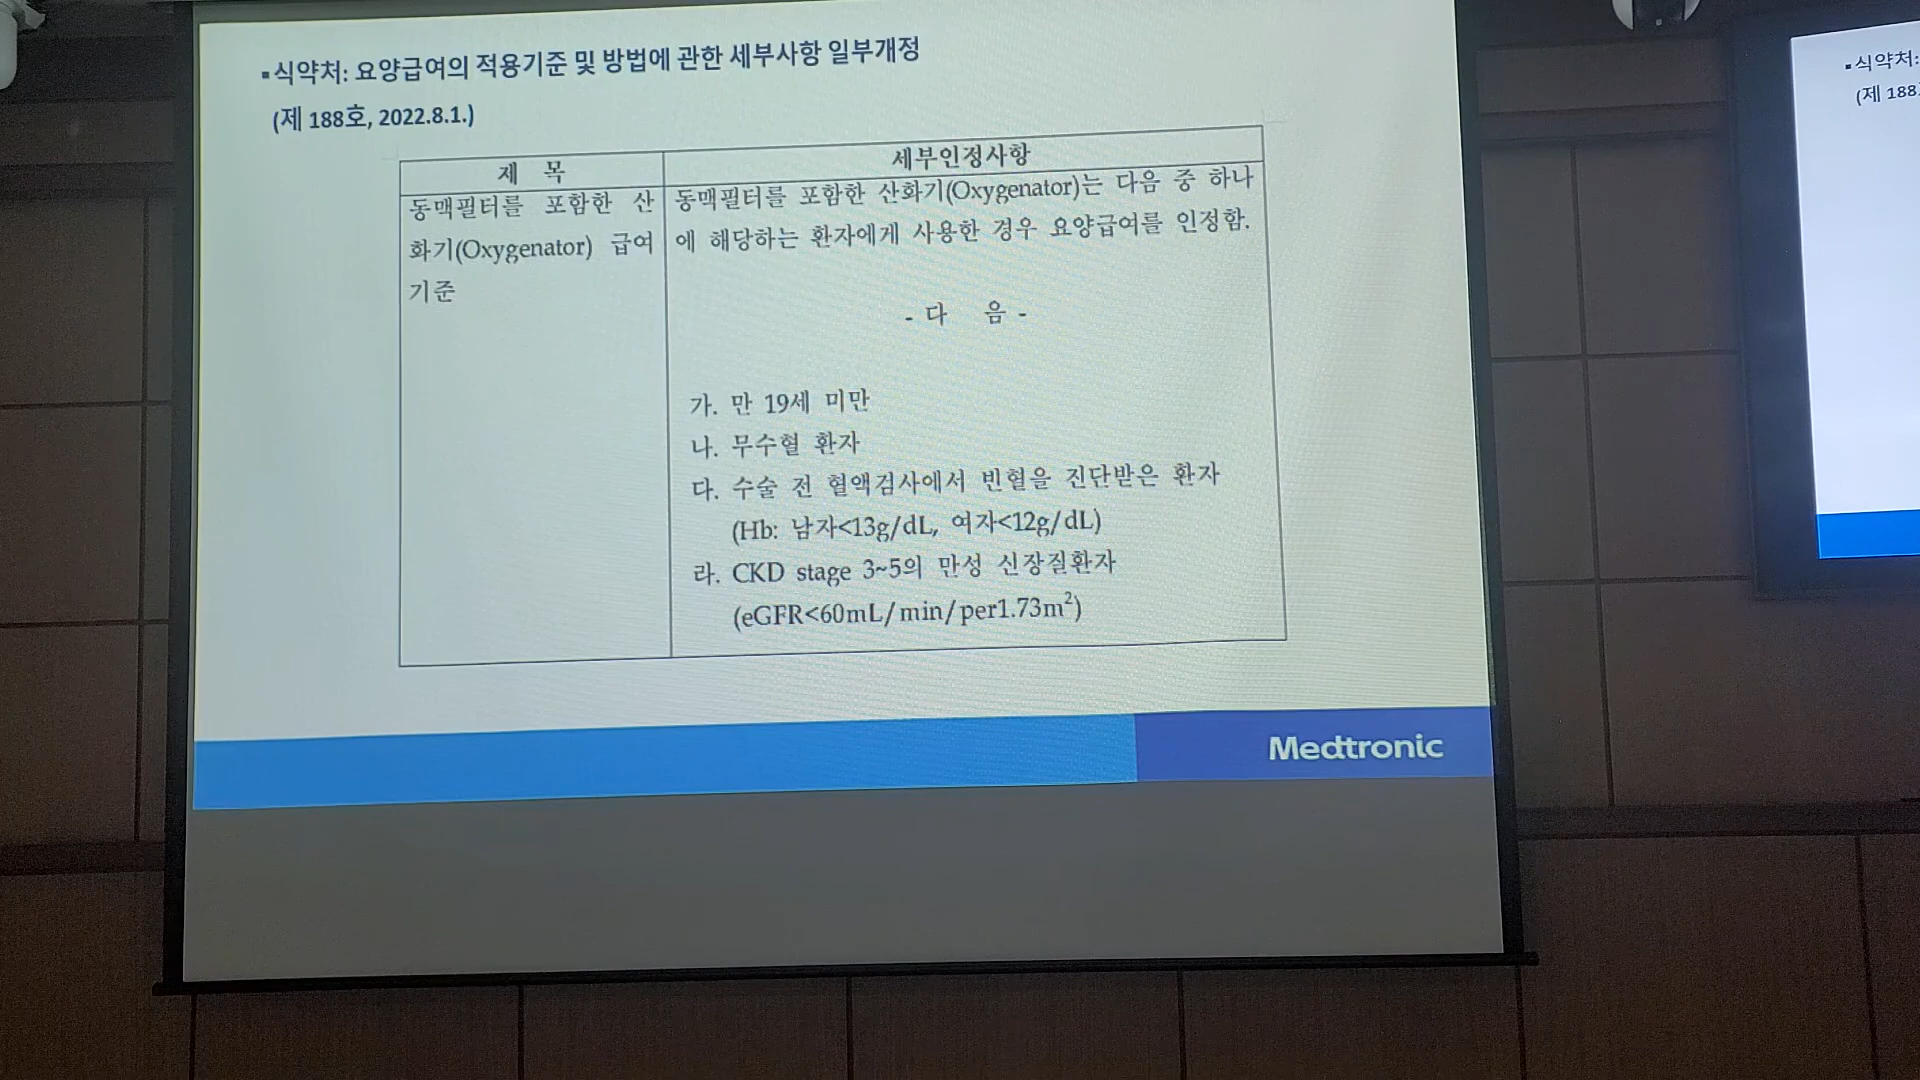 ▪식약처: 요양급여의 적용기준 및 방법에 관한 세부사항 일부개정
(제 188호, 2022.8.1.)
제 목
세부인정사항
동맥필터를 포함한 산
화기(Oxygenator) 급여
기준
동맥필터를 포함한 산화기(Oxygenator)는 다음 중 하나
에 해당하는 환자에게 사용한 경우 요양급여를 인정함.
- 다 음 -
가. 만 19세 미만
나. 무수혈 환자
다. 수술 전 혈액검사에서 빈혈을 진단받은 환자
(Hb: 남자<13g/dL, 여자<12g/dL)
라. CKD stage 3~5의 만성 신장질환자
(eGFR<60mL/min/per1.73m²)
Medtronic
▪식약처:
(제 188